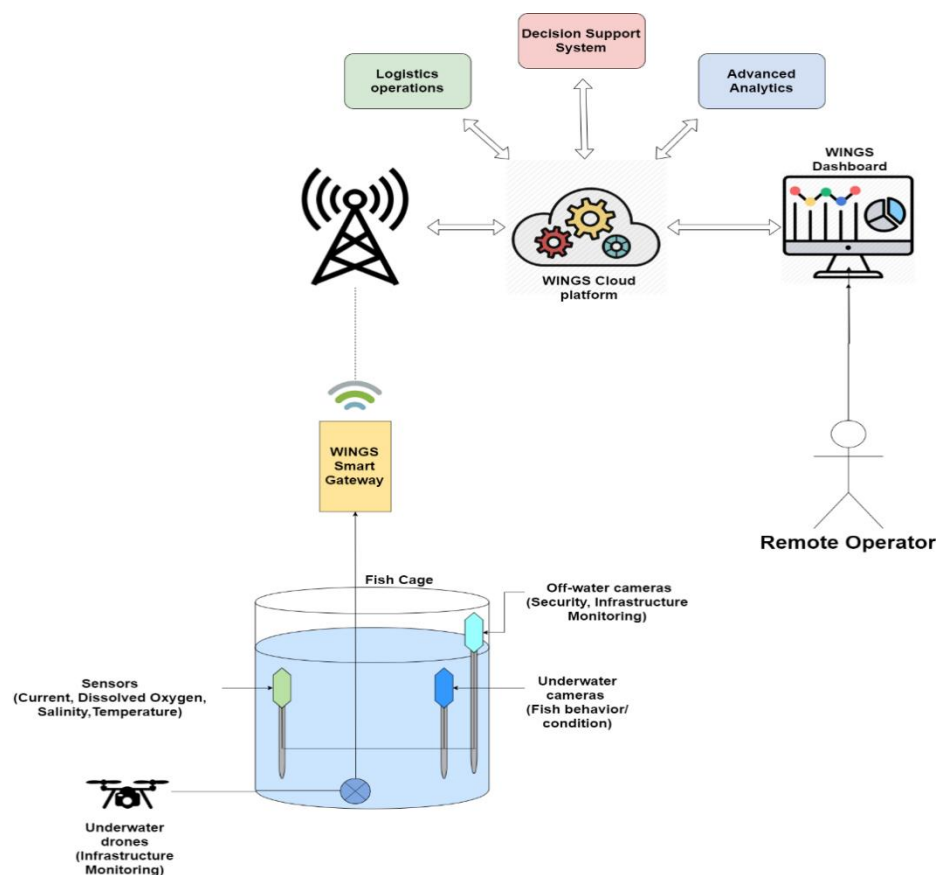 Decision Support
System
Logistics
operations
Advanced
Analytics
WINGS
Dashboard
WINGS Cloud
platform
WINGS
Smart
Gateway
Remote Operator
Fish Cage
Off-water cameras
(Security, Infrastructure
Monitoring)
Sensors
(Current, Dissolved Oxygen,
Salinity,Temperature)
Underwater
cameras
(Fish behavior/
condition)
Underwater
drones
(Infrastructure
Monitoring)